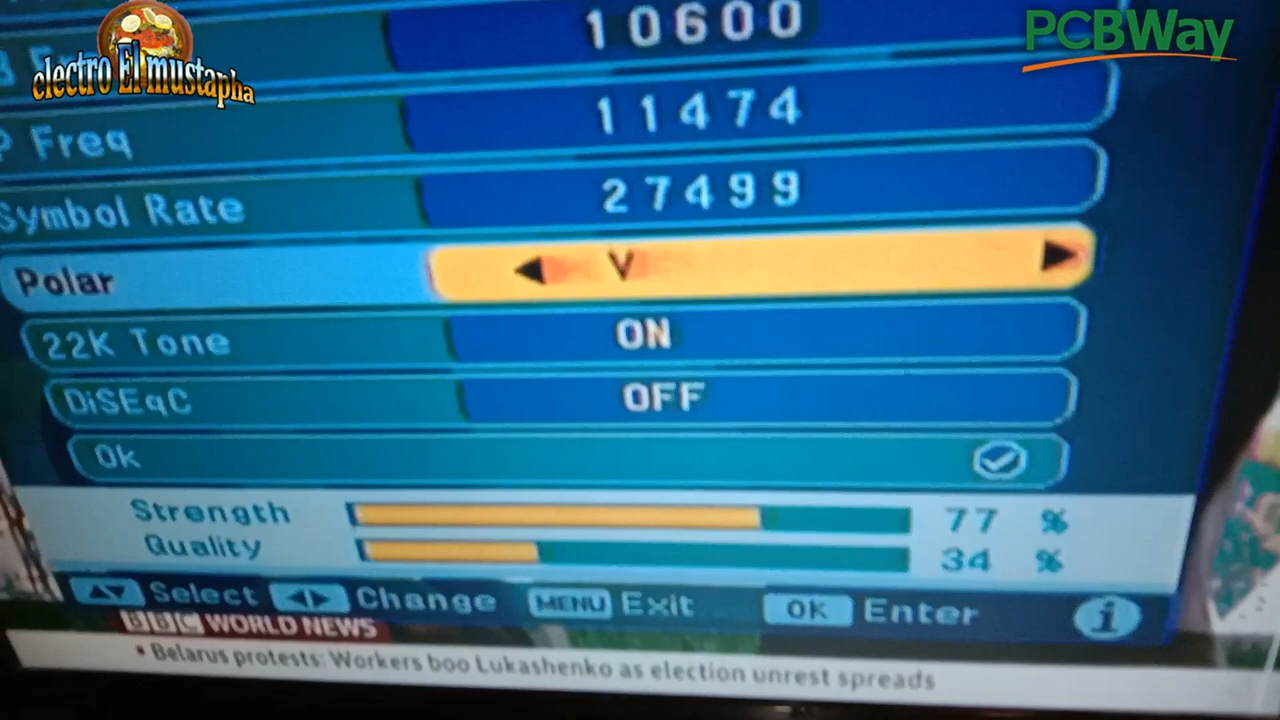 10600
PCBWay
electro El mustapha
Freq 11474
Symbol Rate 27499
Polar V
22K Tone ON
DiSEqC OFF
Ok
Strength 77 %
Quality 34 %
Select Change MENU Exit OK Enter i
BBC WORLD NEWS
• Belarus protests: Workers boo Lukashenko as election unrest spreads